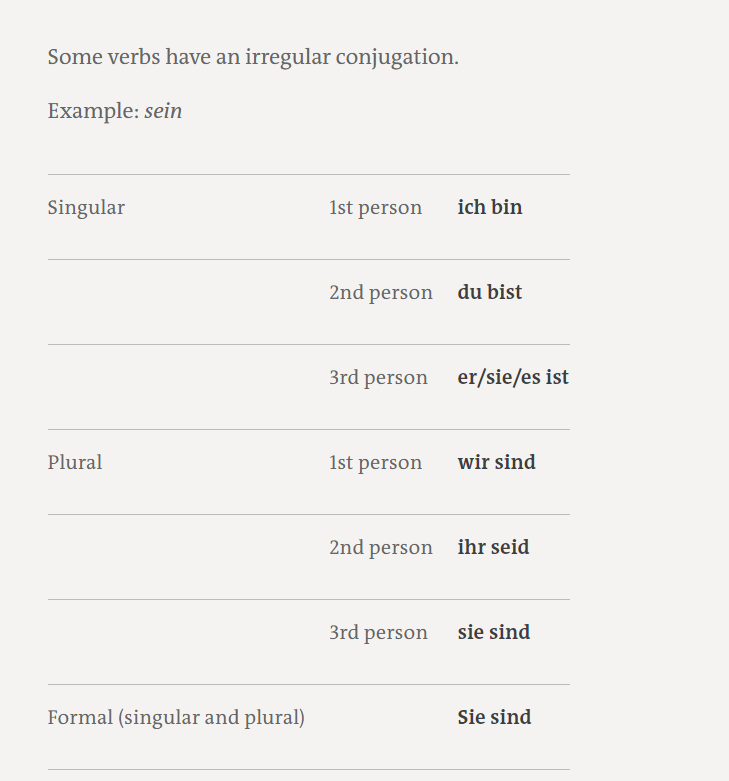 Some verbs have an irregular conjugation.
Example: sein
Singular 1st person ich bin
2nd person du bist
3rd person er/sie/es ist
Plural 1st person wir sind
2nd person ihr seid
3rd person sie sind
Formal (singular and plural) Sie sind